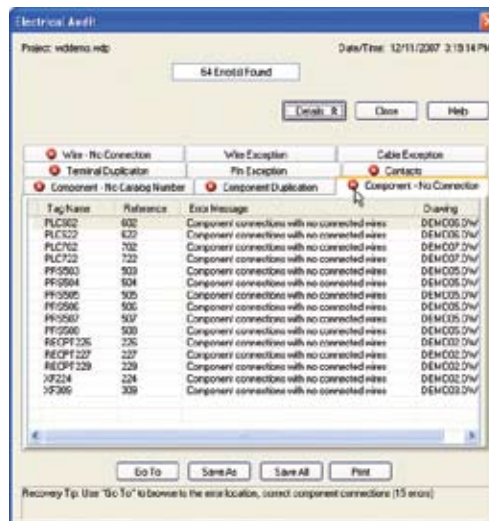 Electrical Audit
Project: wddemo.wdp Date/Time: 12/11/2007 3:19:14 PM
64 Error(s) Found
Details Close Help
Wire - No Connection Wire Exception Cable Exception
Terminal Duplication Pin Exception Contacts
Component - No Catalog Number Component Duplication Component - No Connection
Tag Name Reference Error Message Drawing
PLC602 602 Component/ connections with no connected wires DEMO06.DW
PLC622 622 Component/ connections with no connected wires DEMO06.DW
PLC702 702 Component/ connections with no connected wires DEMO07.DW
PLC722 722 Component/ connections with no connected wires DEMO07.DW
503 Component/ connections with no connected wires DEMO05.DW
504 Component/ connections with no connected wires DEMO05.DW
505 Component/ connections with no connected wires DEMO05.DW
506 Component/ connections with no connected wires DEMO05.DW
507 Component/ connections with no connected wires DEMO05.DW
508 Component/ connections with no connected wires DEMO05.DW
RECPT226 226 Component/ connections with no connected wires DEMO02.DW
RECPT227 227 Component/ connections with no connected wires DEMO02.DW
RECPT229 229 Component/ connections with no connected wires DEMO02.DW
XF224 224 Component/ connections with no connected wires DEMO02.DW
XF309 309 Component/ connections with no connected wires DEMO03.DW
Go To Save As Save All Print
Recovery Tip: Use "Go To" to browse to the error location, correct component connections (15 errors)